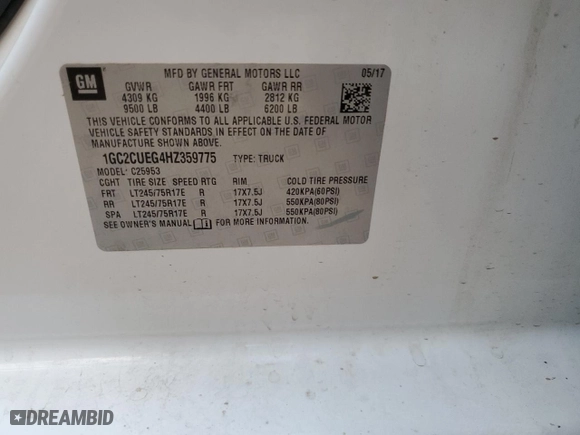 GM
MFD BY GENERAL MOTORS LLC 05/17
GVWR GAWR FRT GAWR RR
4309 KG 1996 KG 2812 KG
9500 LB 4400 LB 6200 LB
THIS VEHICLE CONFORMS TO ALL APPLICABLE U.S. FEDERAL MOTOR
VEHICLE SAFETY STANDARDS IN EFFECT ON THE DATE OF
MANUFACTURE SHOWN ABOVE.
1GC2CUEG4HZ359775 TYPE: TRUCK
MODEL: C25953
CGHT TIRE SIZE SPEED RTG RIM COLD TIRE PRESSURE
FRT LT245/75R17E R 17X7.5J 420KPA(60PSI)
RR LT245/75R17E R 17X7.5J 550KPA(80PSI)
SPA LT245/75R17E R 17X7.5J 550KPA(80PSI)
SEE OWNER'S MANUAL FOR MORE INFORMATION.
DREAMBID